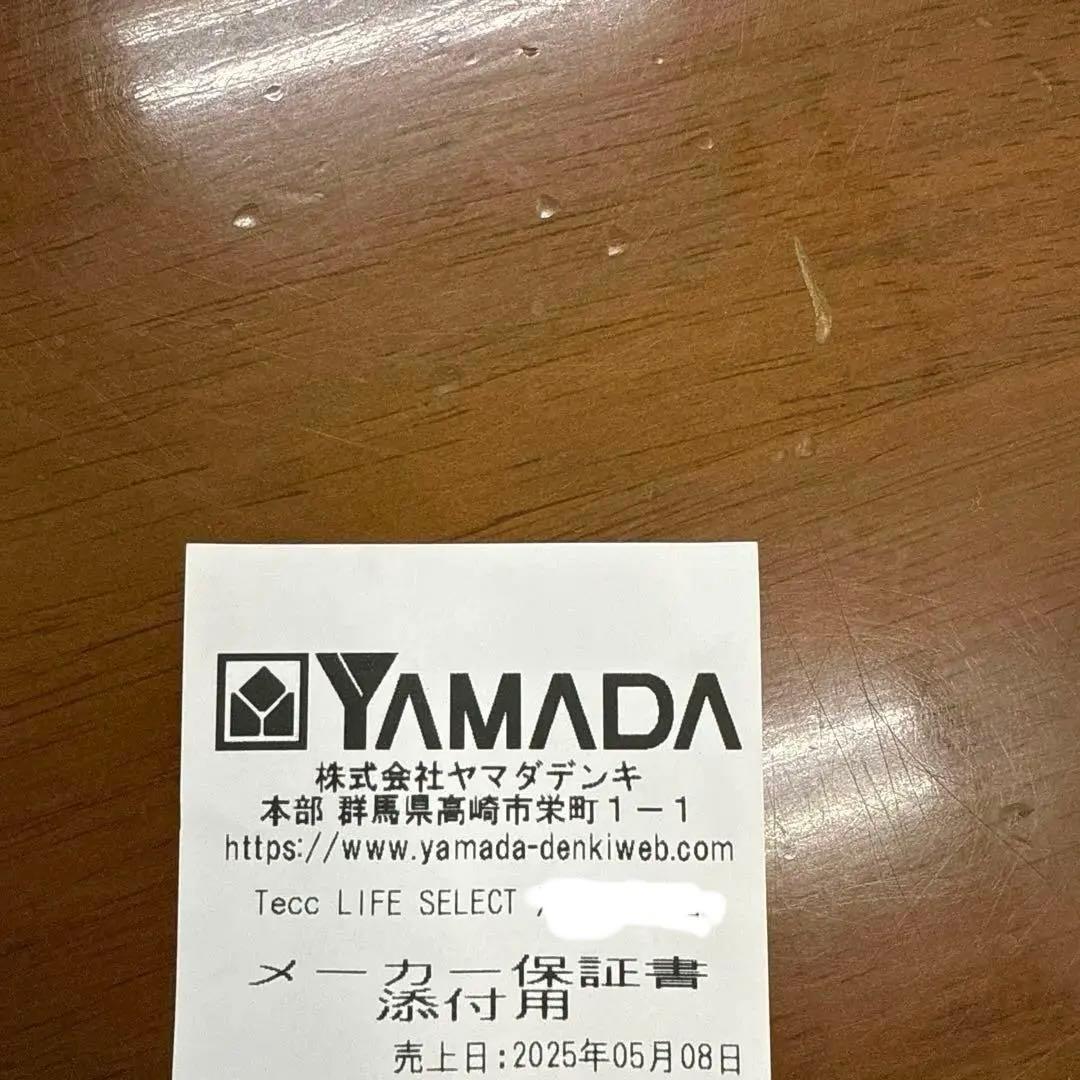 YAMADA
株式会社ヤマダデンキ
本部 群馬県高崎市栄町1-1
https://www.yamada-denkiweb.com
Tecc LIFE SELECT
メーカー保証書
添付用
売上日:2025年05月08日